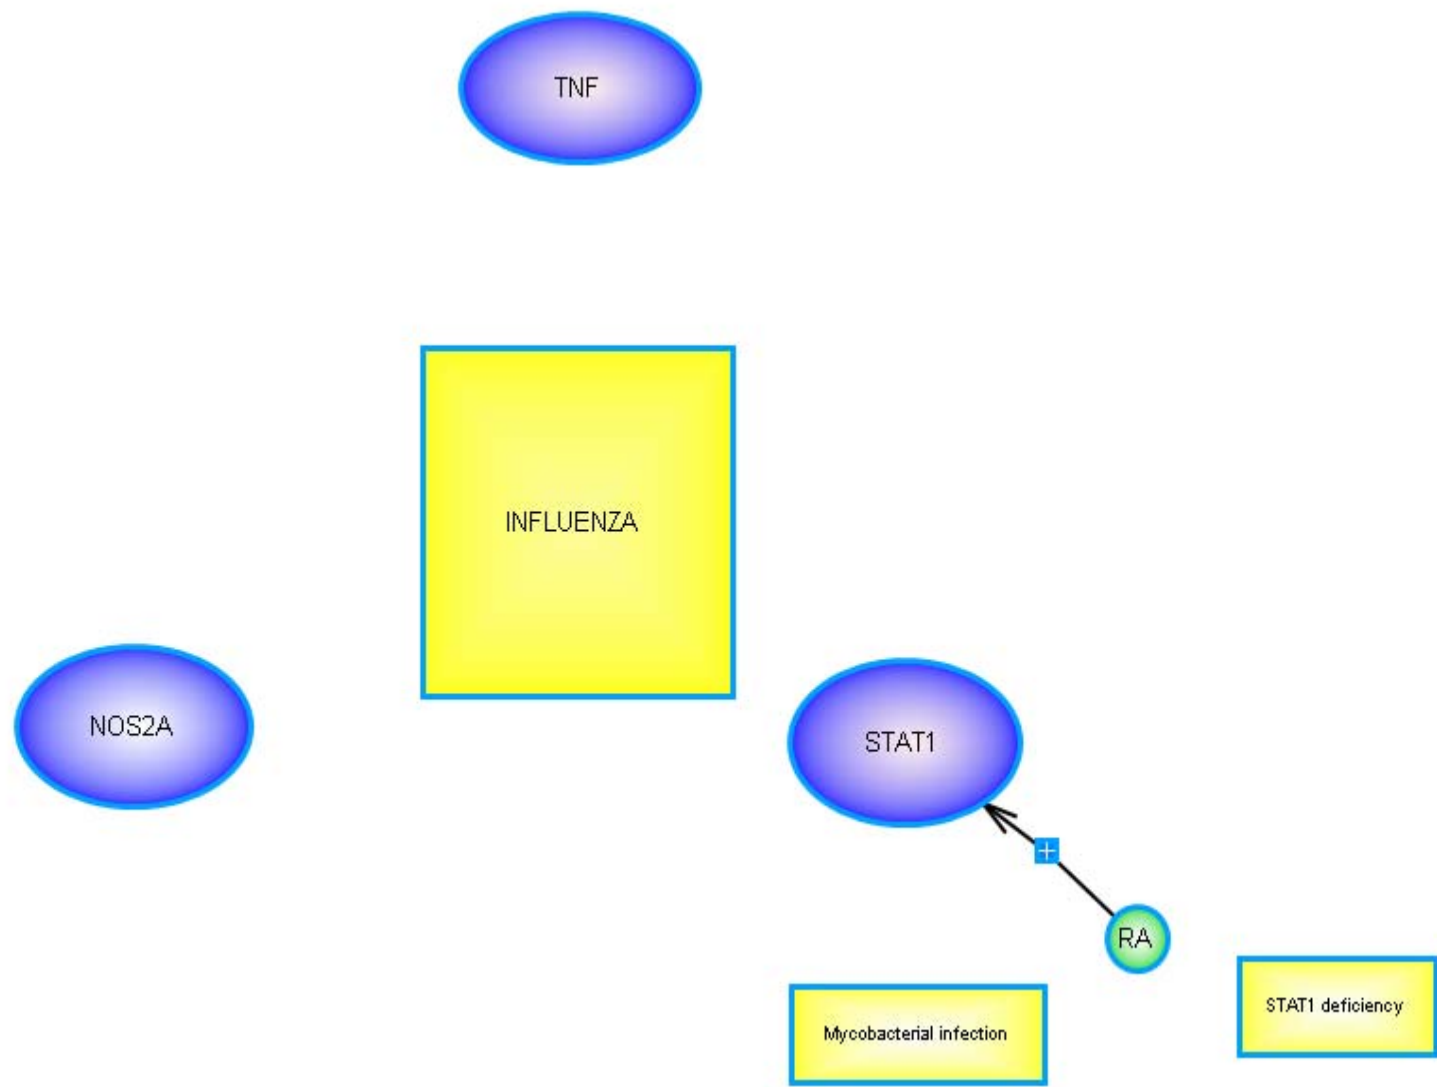 TNF
INFLUENZA
NOS2A
STAT1
RA
STAT1 deficiency
Mycobacterial infection